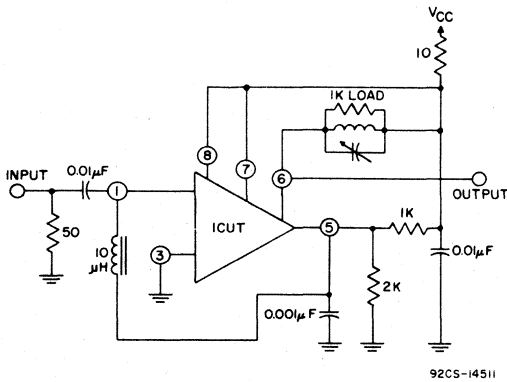 VCC
10
1K LOAD
8
7
6
0.01µF
INPUT
1
OUTPUT
50
ICUT
5
1K
10
µH
3
0.01µF
2K
0.001µF
92CS-14511